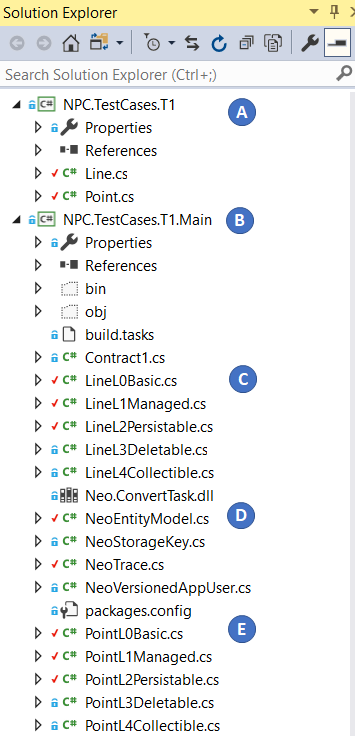 Solution Explorer
Search Solution Explorer (Ctrl+;)
C# NPC.TestCases.T1 A
Properties
References
C# Line.cs
C# Point.cs
C# NPC.TestCases.T1.Main B
Properties
References
bin
obj
build.tasks
C# Contract1.cs
C# LineL0Basic.cs C
C# LineL1Managed.cs
C# LineL2Persistable.cs
C# LineL3Deletable.cs
C# LineL4Collectible.cs
Neo.ConvertTask.dll
C# NeoEntityModel.cs D
C# NeoStorageKey.cs
C# NeoTrace.cs
C# NeoVersionedAppUser.cs
packages.config
C# PointL0Basic.cs E
C# PointL1Managed.cs
C# PointL2Persistable.cs
C# PointL3Deletable.cs
C# PointL4Collectible.cs